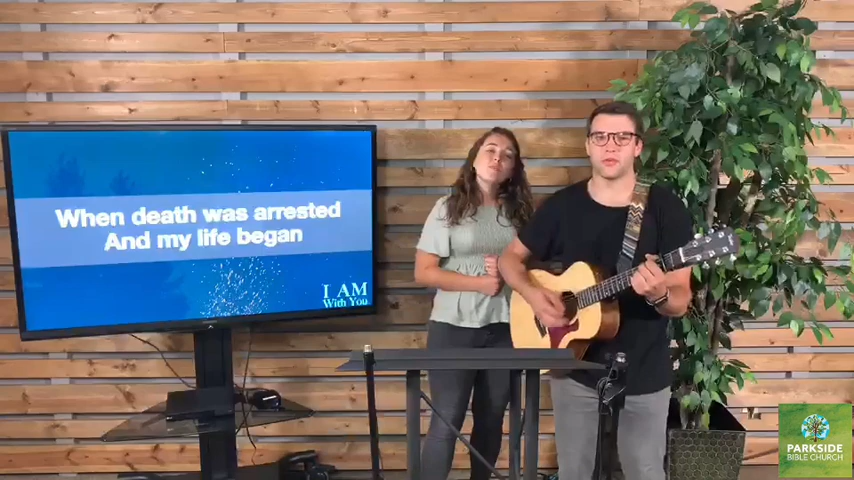 When death was arrested
And my life began
I AM
With You
PARKSIDE
BIBLE CHURCH